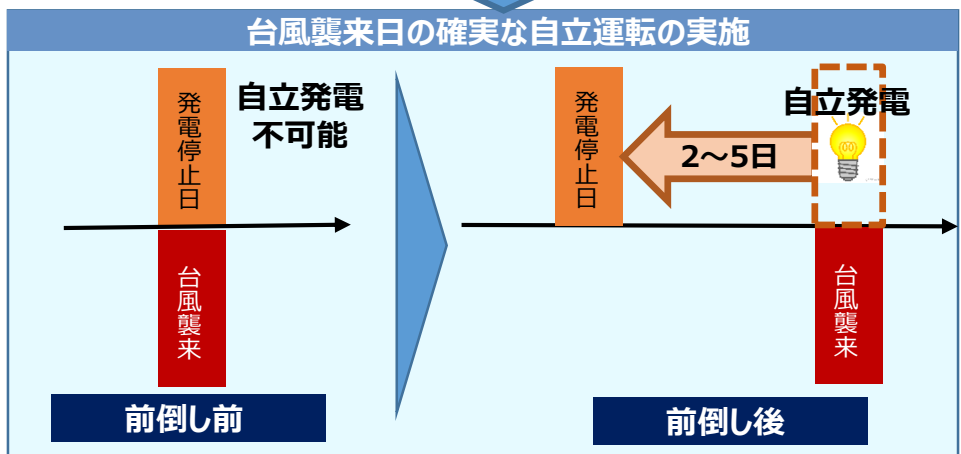 台風襲来日の確実な自立運転の実施
発電停止日
自立発電
不可能
台風襲来
前倒し前
発電停止日
2～5日
自立発電
台風襲来
前倒し後